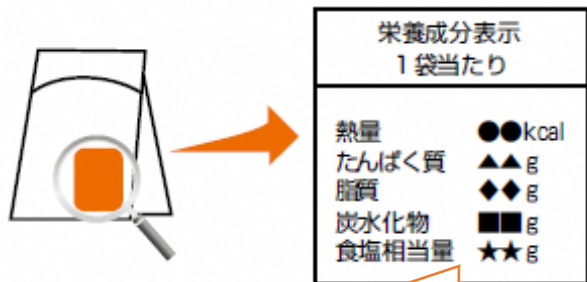 栄養成分表示
1袋当たり
熱量 ●●kcal
たんぱく質 ▲▲g
脂質 ◆◆g
炭水化物 ■■g
食塩相当量 ★★g